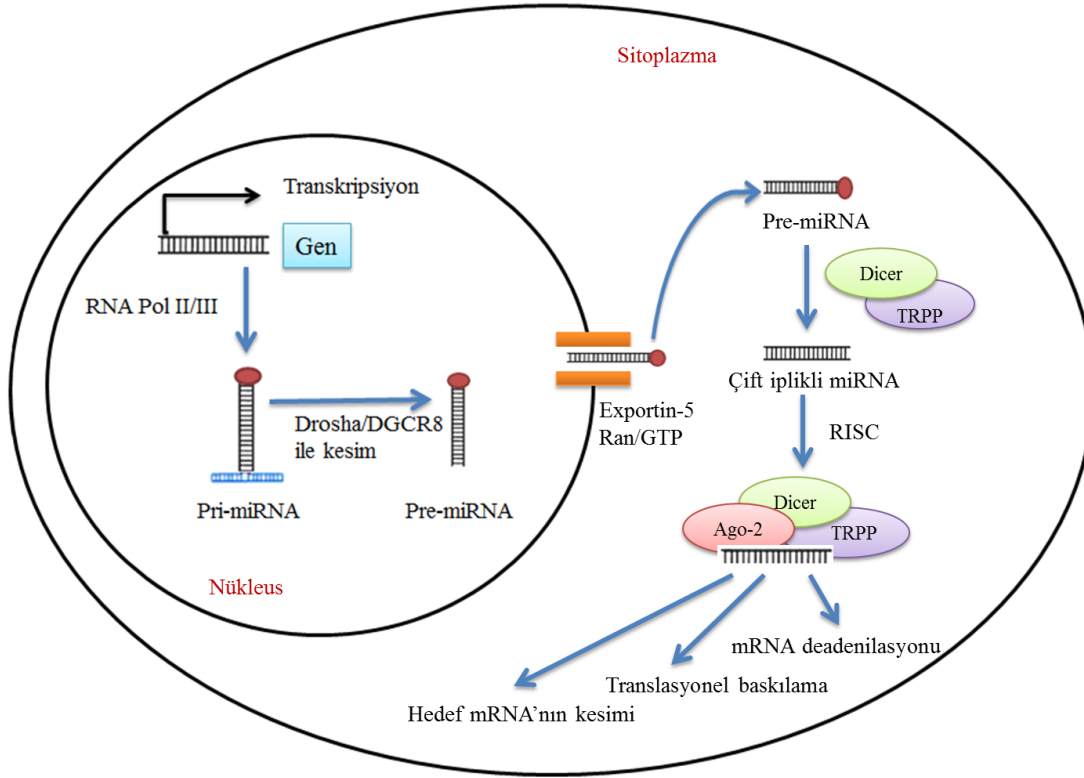 Sitoplazma
Transkripsiyon
Gen
RNA Pol II/III
Drosha/DGCR8
ile kesim
Pri-miRNA
Pre-miRNA
Nükleus
Exportin-5
Ran/GTP
Pre-miRNA
Dicer
TRPP
Çift iplikli miRNA
RISC
Dicer
Ago-2
TRPP
mRNA deadenilasyonu
Translasyonel baskılama
Hedef mRNA’nın kesimi